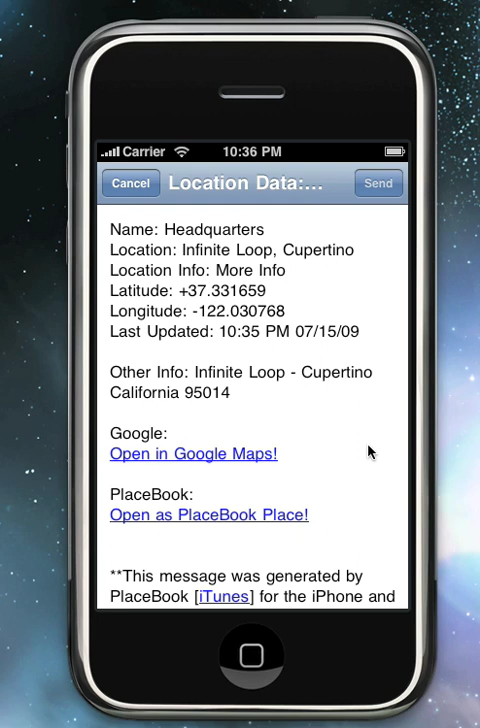 Carrier 10:36 PM
Cancel Location Data:... Send
Name: Headquarters
Location: Infinite Loop, Cupertino
Location Info: More Info
Latitude: +37.331659
Longitude: -122.030768
Last Updated: 10:35 PM 07/15/09
Other Info: Infinite Loop - Cupertino
California 95014
Google:
Open in Google Maps!
PlaceBook:
Open as PlaceBook Place!
**This message was generated by
PlaceBook [iTunes] for the iPhone and